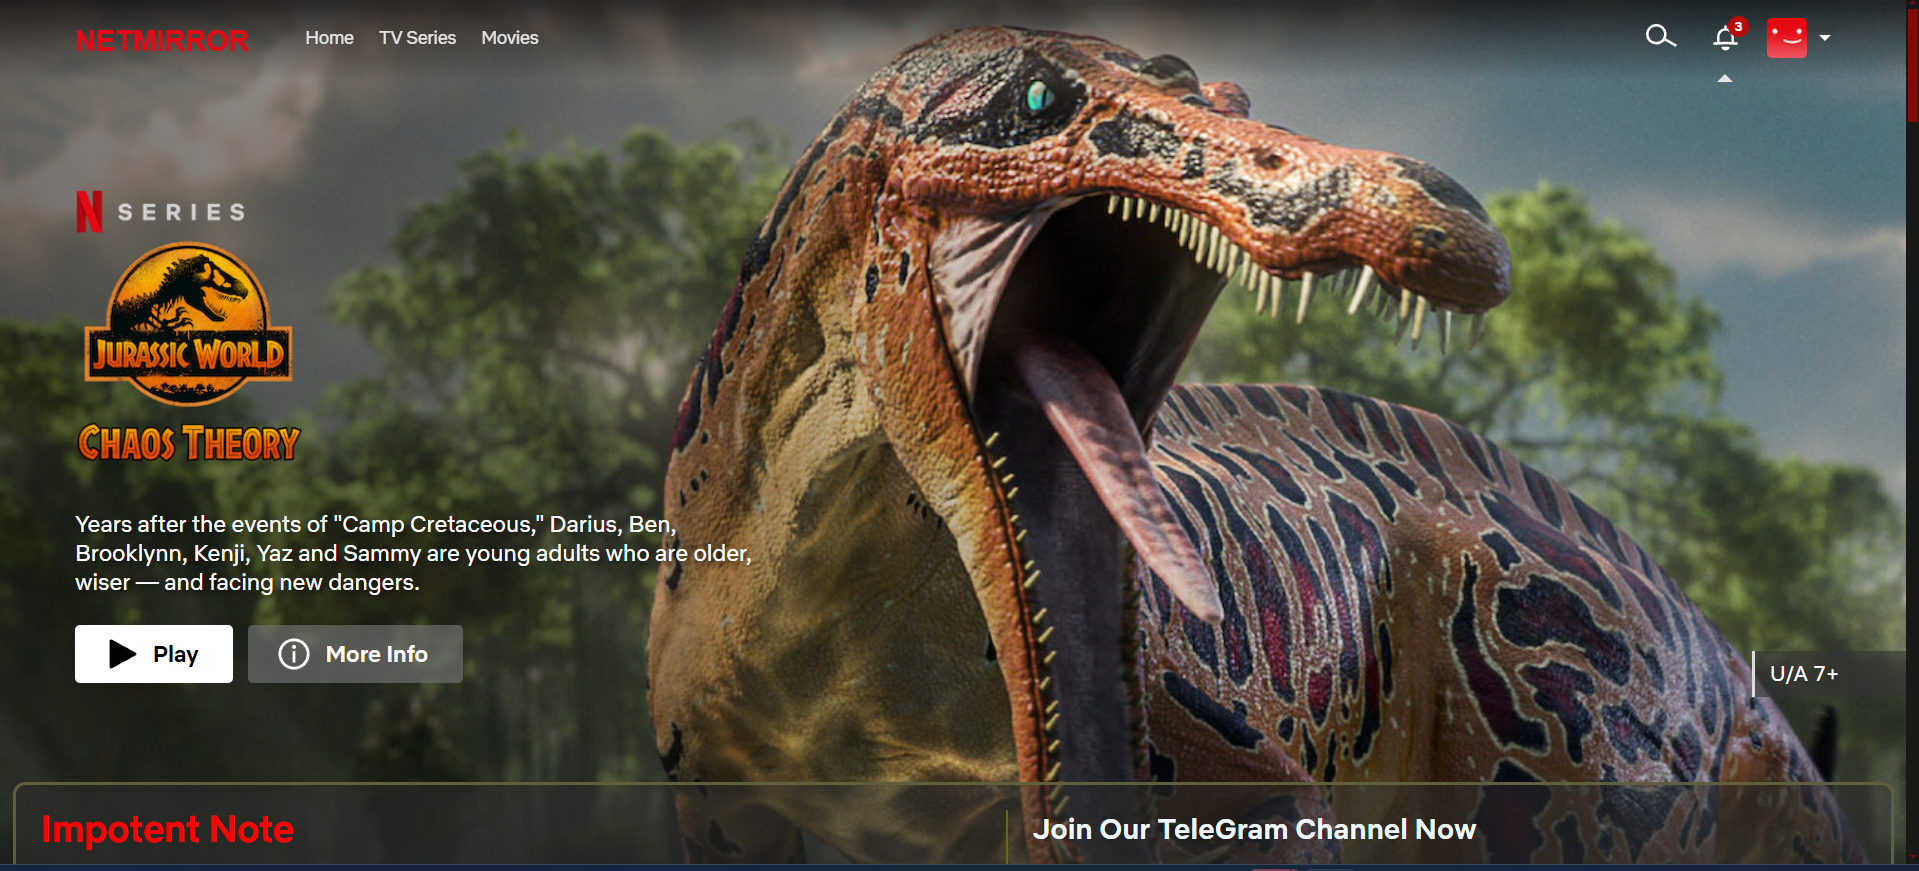 NETMIRROR
Home TV Series Movies
3
N SERIES
JURASSIC WORLD
CHAOS THEORY
Years after the events of "Camp Cretaceous," Darius, Ben,
Brooklynn, Kenji, Yaz and Sammy are young adults who are older,
wiser — and facing new dangers.
Play More Info
U/A 7+
Impotent Note
Join Our TeleGram Channel Now